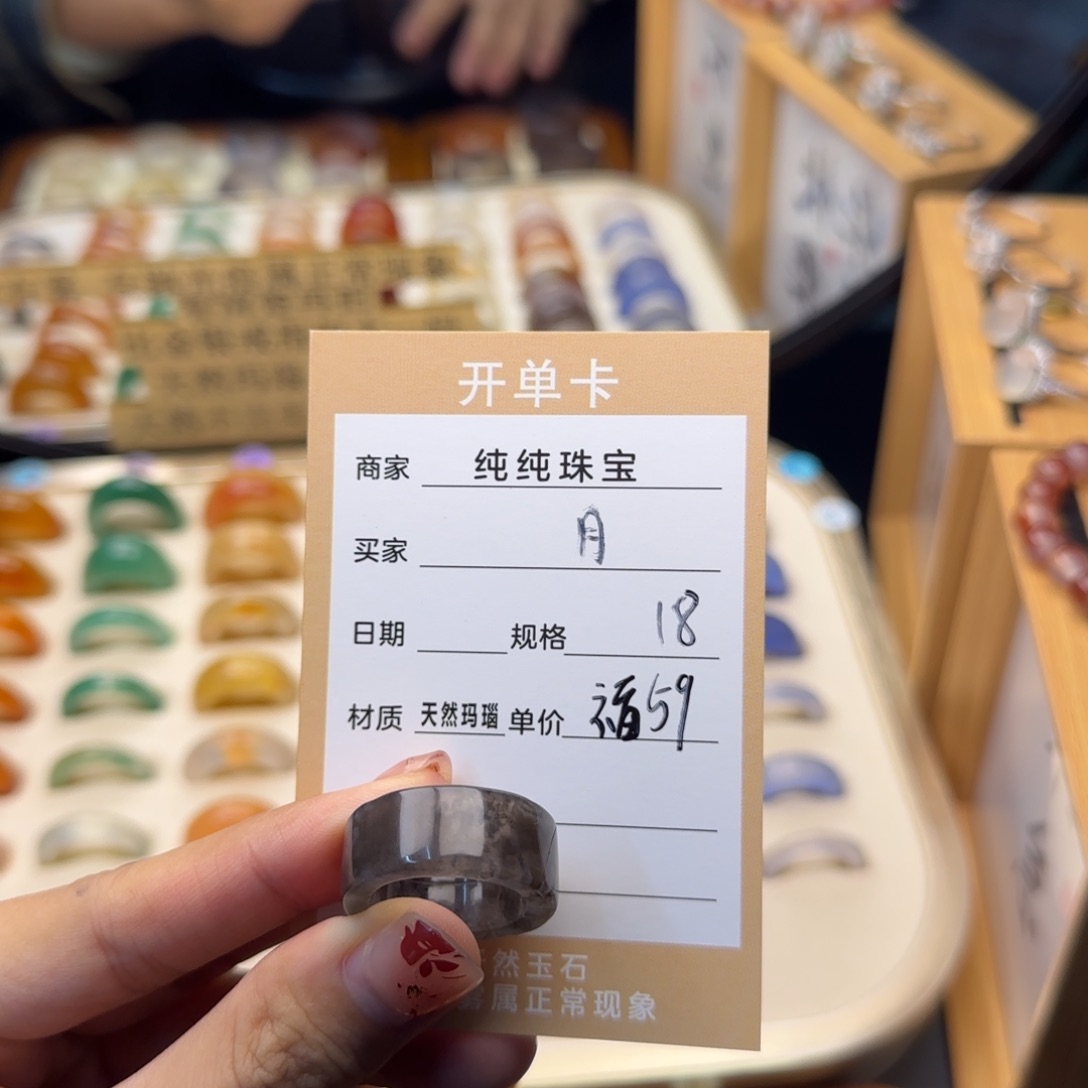 开单卡
商家 纯纯珠宝
买家 月
日期 规格 18
材质 天然玛瑙 单价 福59
然玉石
属正常现象